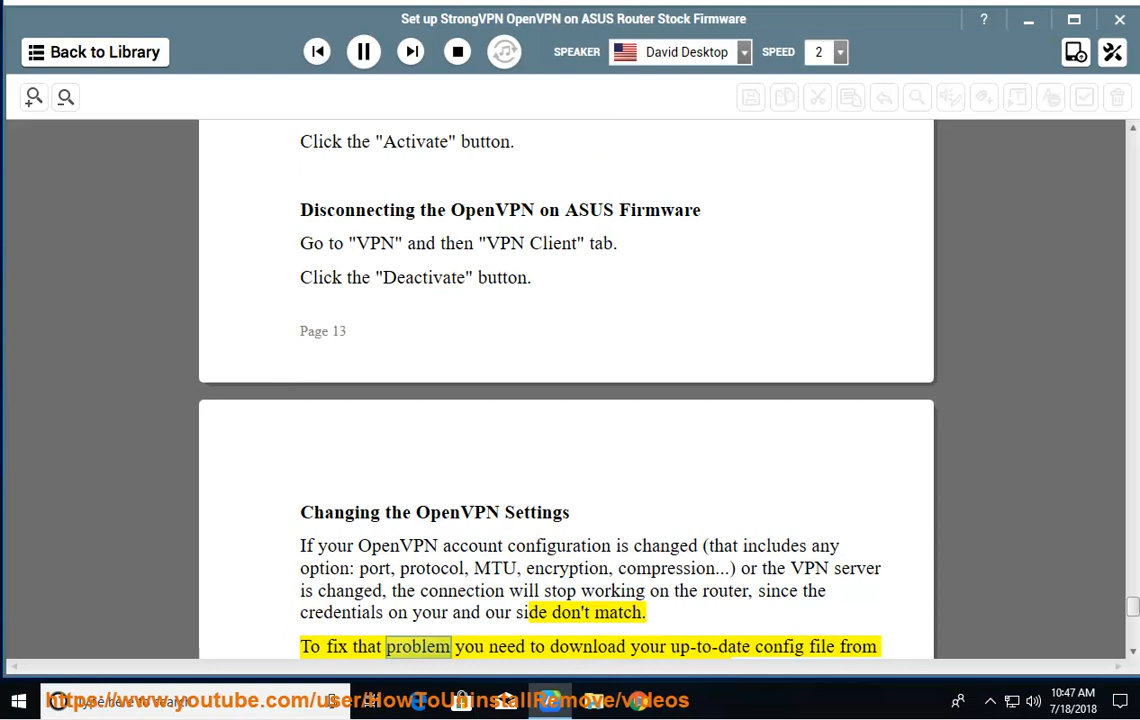 Set up StrongVPN OpenVPN on ASUS Router Stock Firmware
?
Back to Library
SPEAKER
David Desktop
SPEED
2
Click the "Activate" button.
Disconnecting the OpenVPN on ASUS Firmware
Go to "VPN" and then "VPN Client" tab.
Click the "Deactivate" button.
Page 13
Changing the OpenVPN Settings
If your OpenVPN account configuration is changed (that includes any
option: port, protocol, MTU, encryption, compression...) or the VPN server
is changed, the connection will stop working on the router, since the
credentials on your and our side don't match.
To fix that problem you need to download your up-to-date config file from
Type here to search
https://www.youtube.com/user/HowToUninstallRemove/videos
10:47 AM
7/18/2018